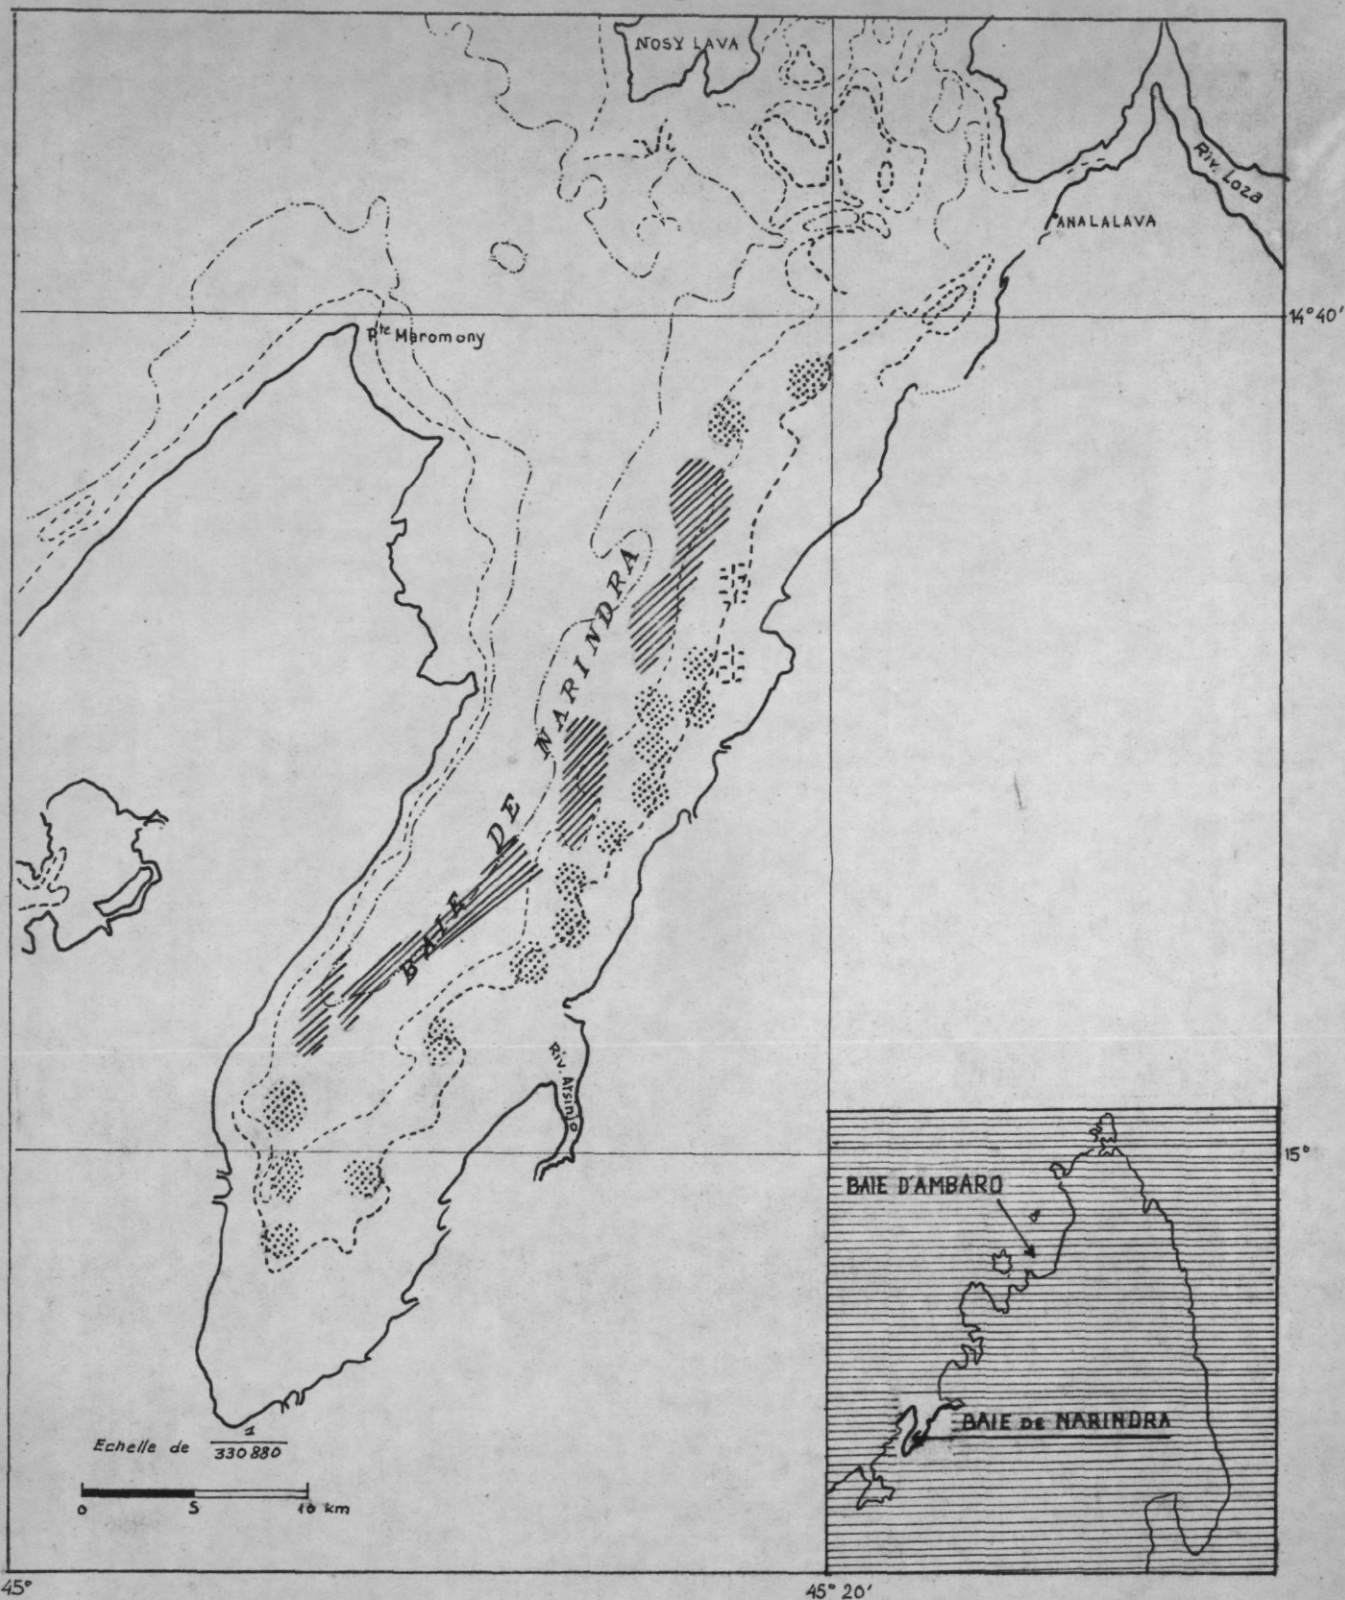 NOSY LAVA
Riv. Loza
ANALALAVA
14°40'
Pte Maromony
BAIE DE NARINDRA
Riv. Atsinjo
15°
BAIE D'AMBARO
BAIE DE NARINDRA
Echelle de 1/330 880
0 5 10 km
45°
45° 20'